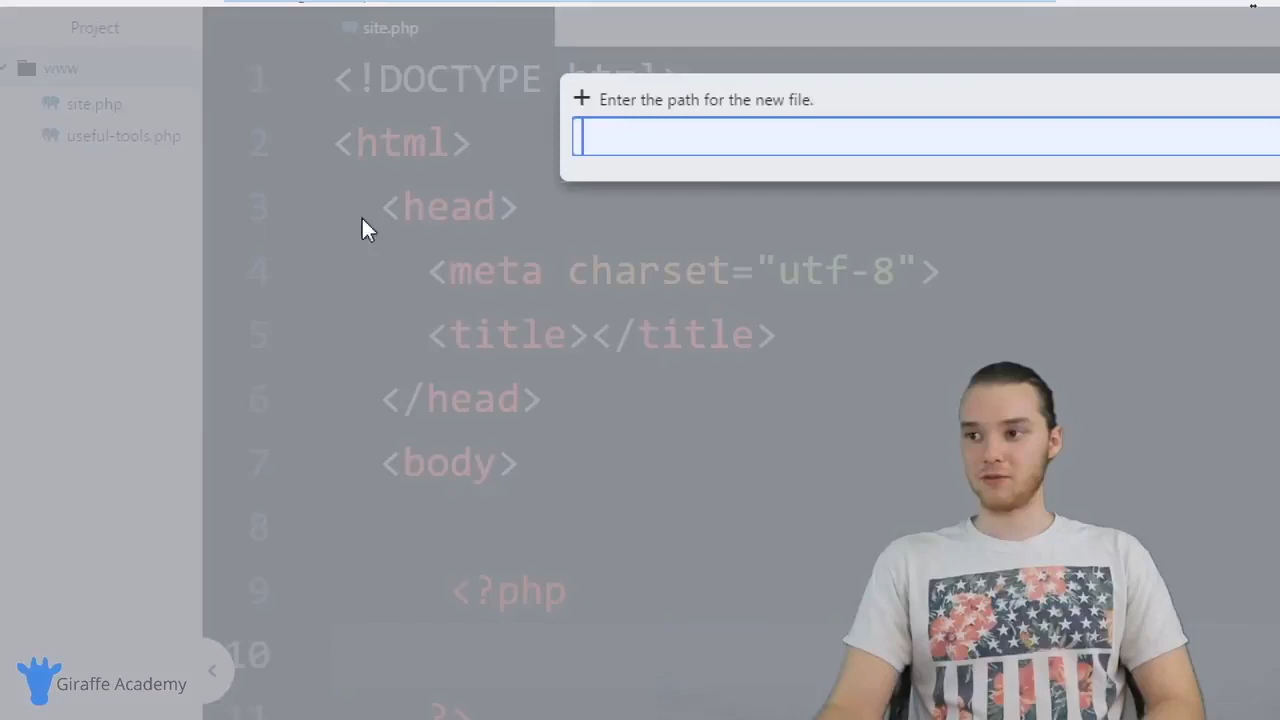 Project
site.php
www
site.php
useful-tools.php
+ Enter the path for the new file.
1 <!DOCTYPE html>
2 <html>
3 <head>
4 <meta charset="utf-8">
5 <title></title>
6 </head>
7 <body>
8
9 <?php
10
11 ?>
Giraffe Academy